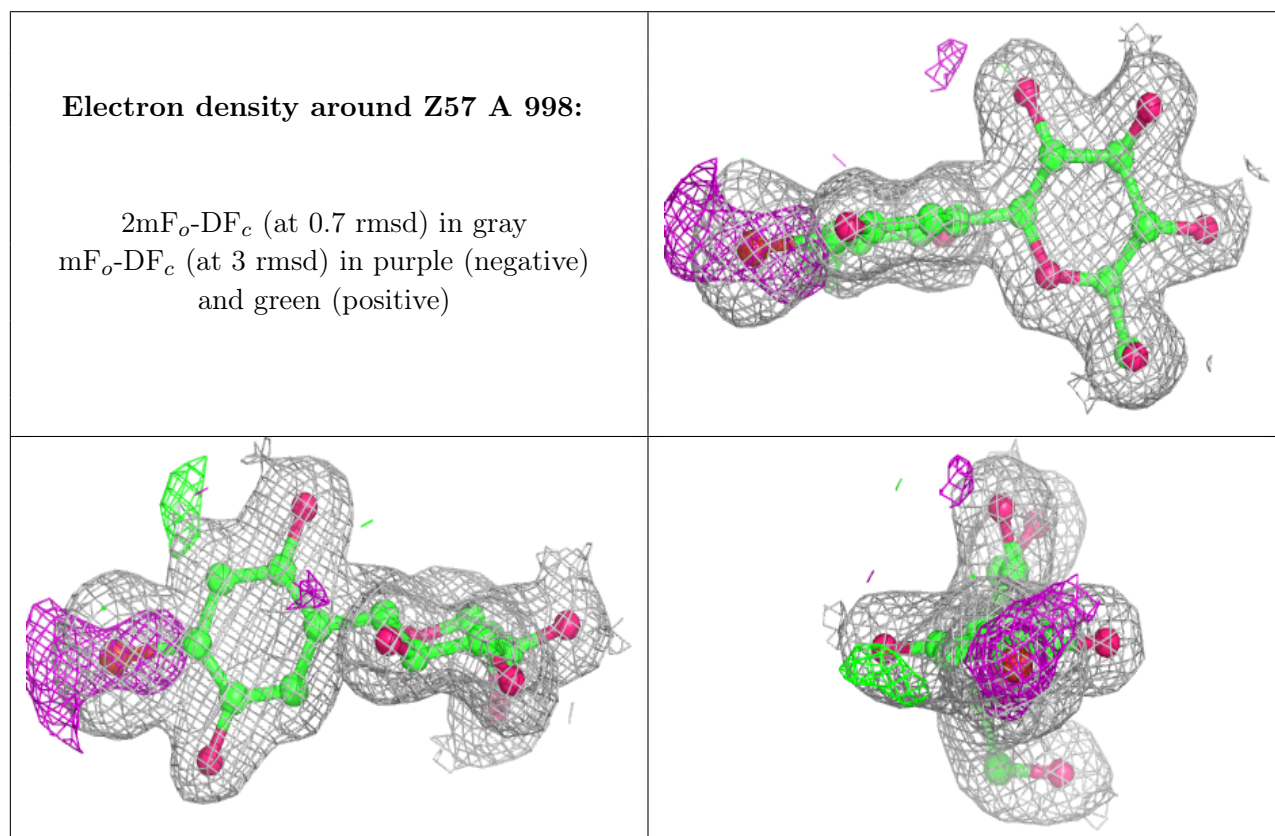 Electron density around Z57 A 998:
2mFo-DFc (at 0.7 rmsd) in gray
mFo-DFc (at 3 rmsd) in purple (negative)
and green (positive)